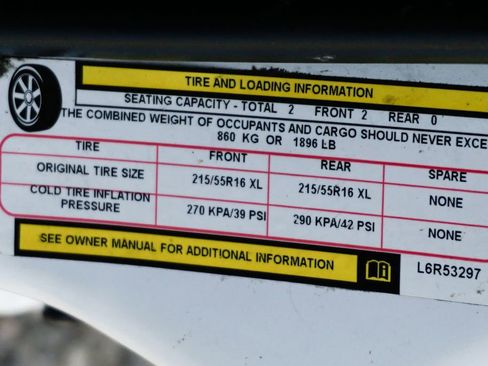 TIRE AND LOADING INFORMATION
SEATING CAPACITY - TOTAL 2 FRONT 2 REAR 0
THE COMBINED WEIGHT OF OCCUPANTS AND CARGO SHOULD NEVER EXCE
860 KG OR 1896 LB
TIRE FRONT REAR SPARE
ORIGINAL TIRE SIZE 215/55R16 XL 215/55R16 XL NONE
COLD TIRE INFLATION PRESSURE 270 KPA/39 PSI 290 KPA/42 PSI NONE
SEE OWNER MANUAL FOR ADDITIONAL INFORMATION
L6R53297